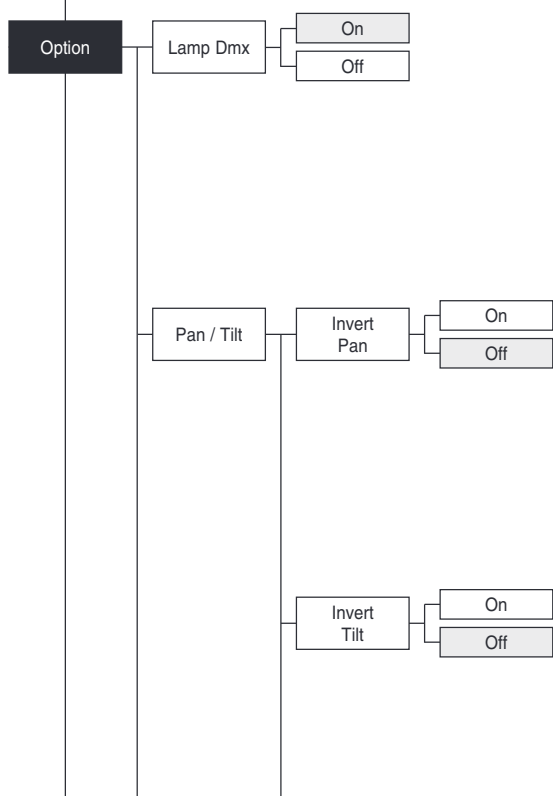 Option
Lamp Dmx
On
Off
Pan / Tilt
Invert
Pan
On
Off
Invert
Tilt
On
Off